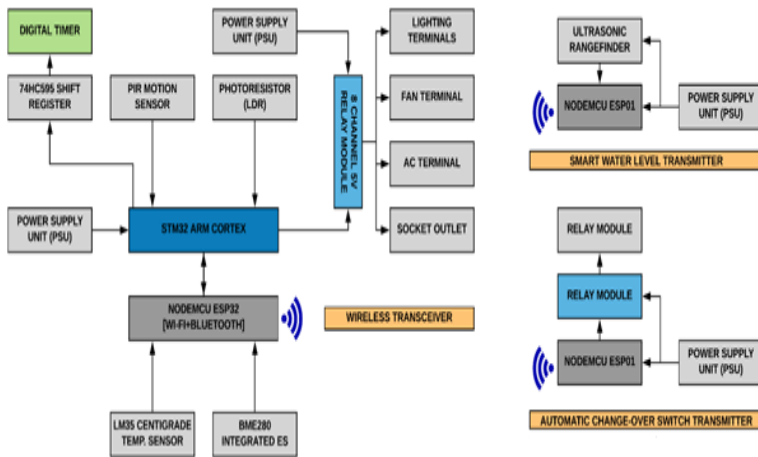 DIGITAL TIMER
POWER SUPPLY
UNIT (PSU)
LIGHTING
TERMINALS
ULTRASONIC
RANGEFINDER
74HC595 SHIFT
REGISTER
PIR MOTION
SENSOR
PHOTORESISTOR
(LDR)
8 CHANNEL 5V
RELAY MODULE
FAN TERMINAL
NODEMCU ESP01
POWER SUPPLY
UNIT (PSU)
AC TERMINAL
SMART WATER LEVEL TRANSMITTER
POWER SUPPLY
UNIT (PSU)
STM32 ARM CORTEX
SOCKET OUTLET
RELAY MODULE
NODEMCU ESP32
[WI-FI+BLUETOOTH]
WIRELESS TRANSCEIVER
RELAY MODULE
NODEMCU ESP01
POWER SUPPLY
UNIT (PSU)
LM35 CENTIGRADE
TEMP. SENSOR
BME280
INTEGRATED ES
AUTOMATIC CHANGE-OVER SWITCH TRANSMITTER